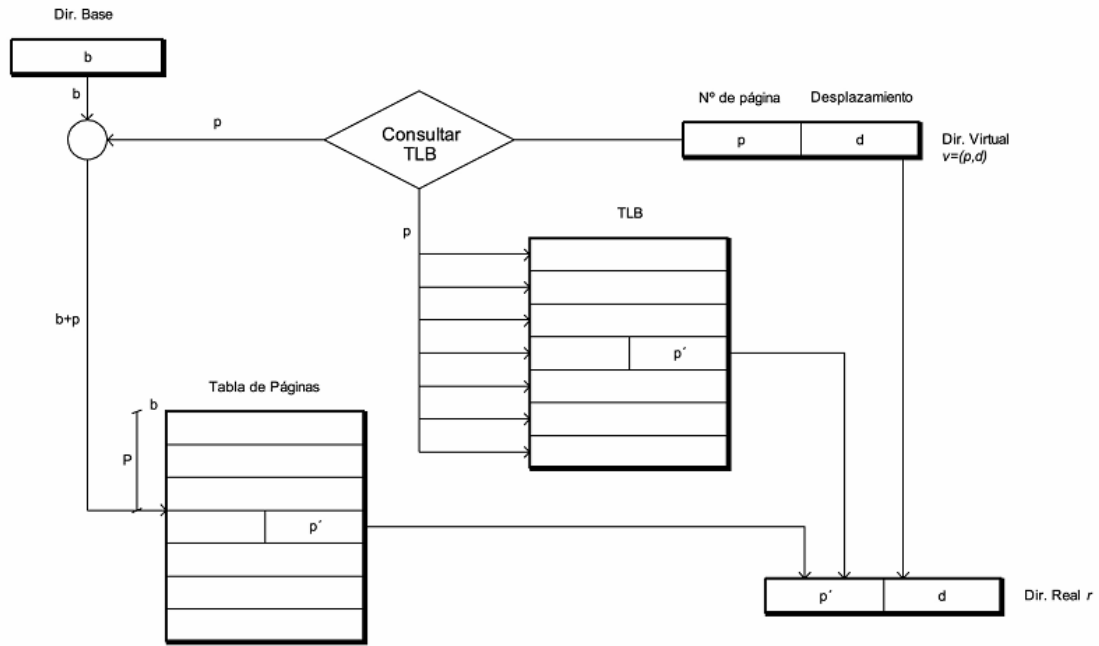 Dir. Base
b
b
p
Consultar
TLB
Nº de página
Desplazamiento
p
d
Dir. Virtual
v=(p,d)
p
TLB
b+p
p´
Tabla de Páginas
b
P
p´
p´
d
Dir. Real r